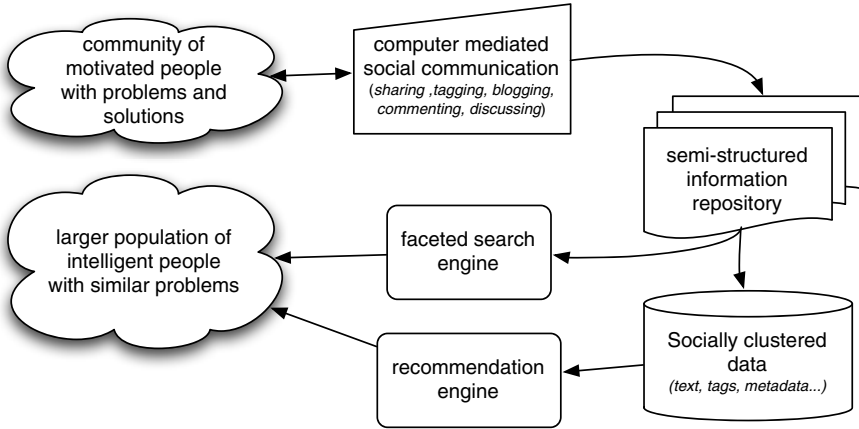 community of
motivated people
with problems and
solutions
computer mediated
social communication
(sharing ,tagging, blogging,
commenting, discussing)
semi-structured
information
repository
larger population of
intelligent people
with similar problems
faceted search
engine
recommendation
engine
Socially clustered
data
(text, tags, metadata...)